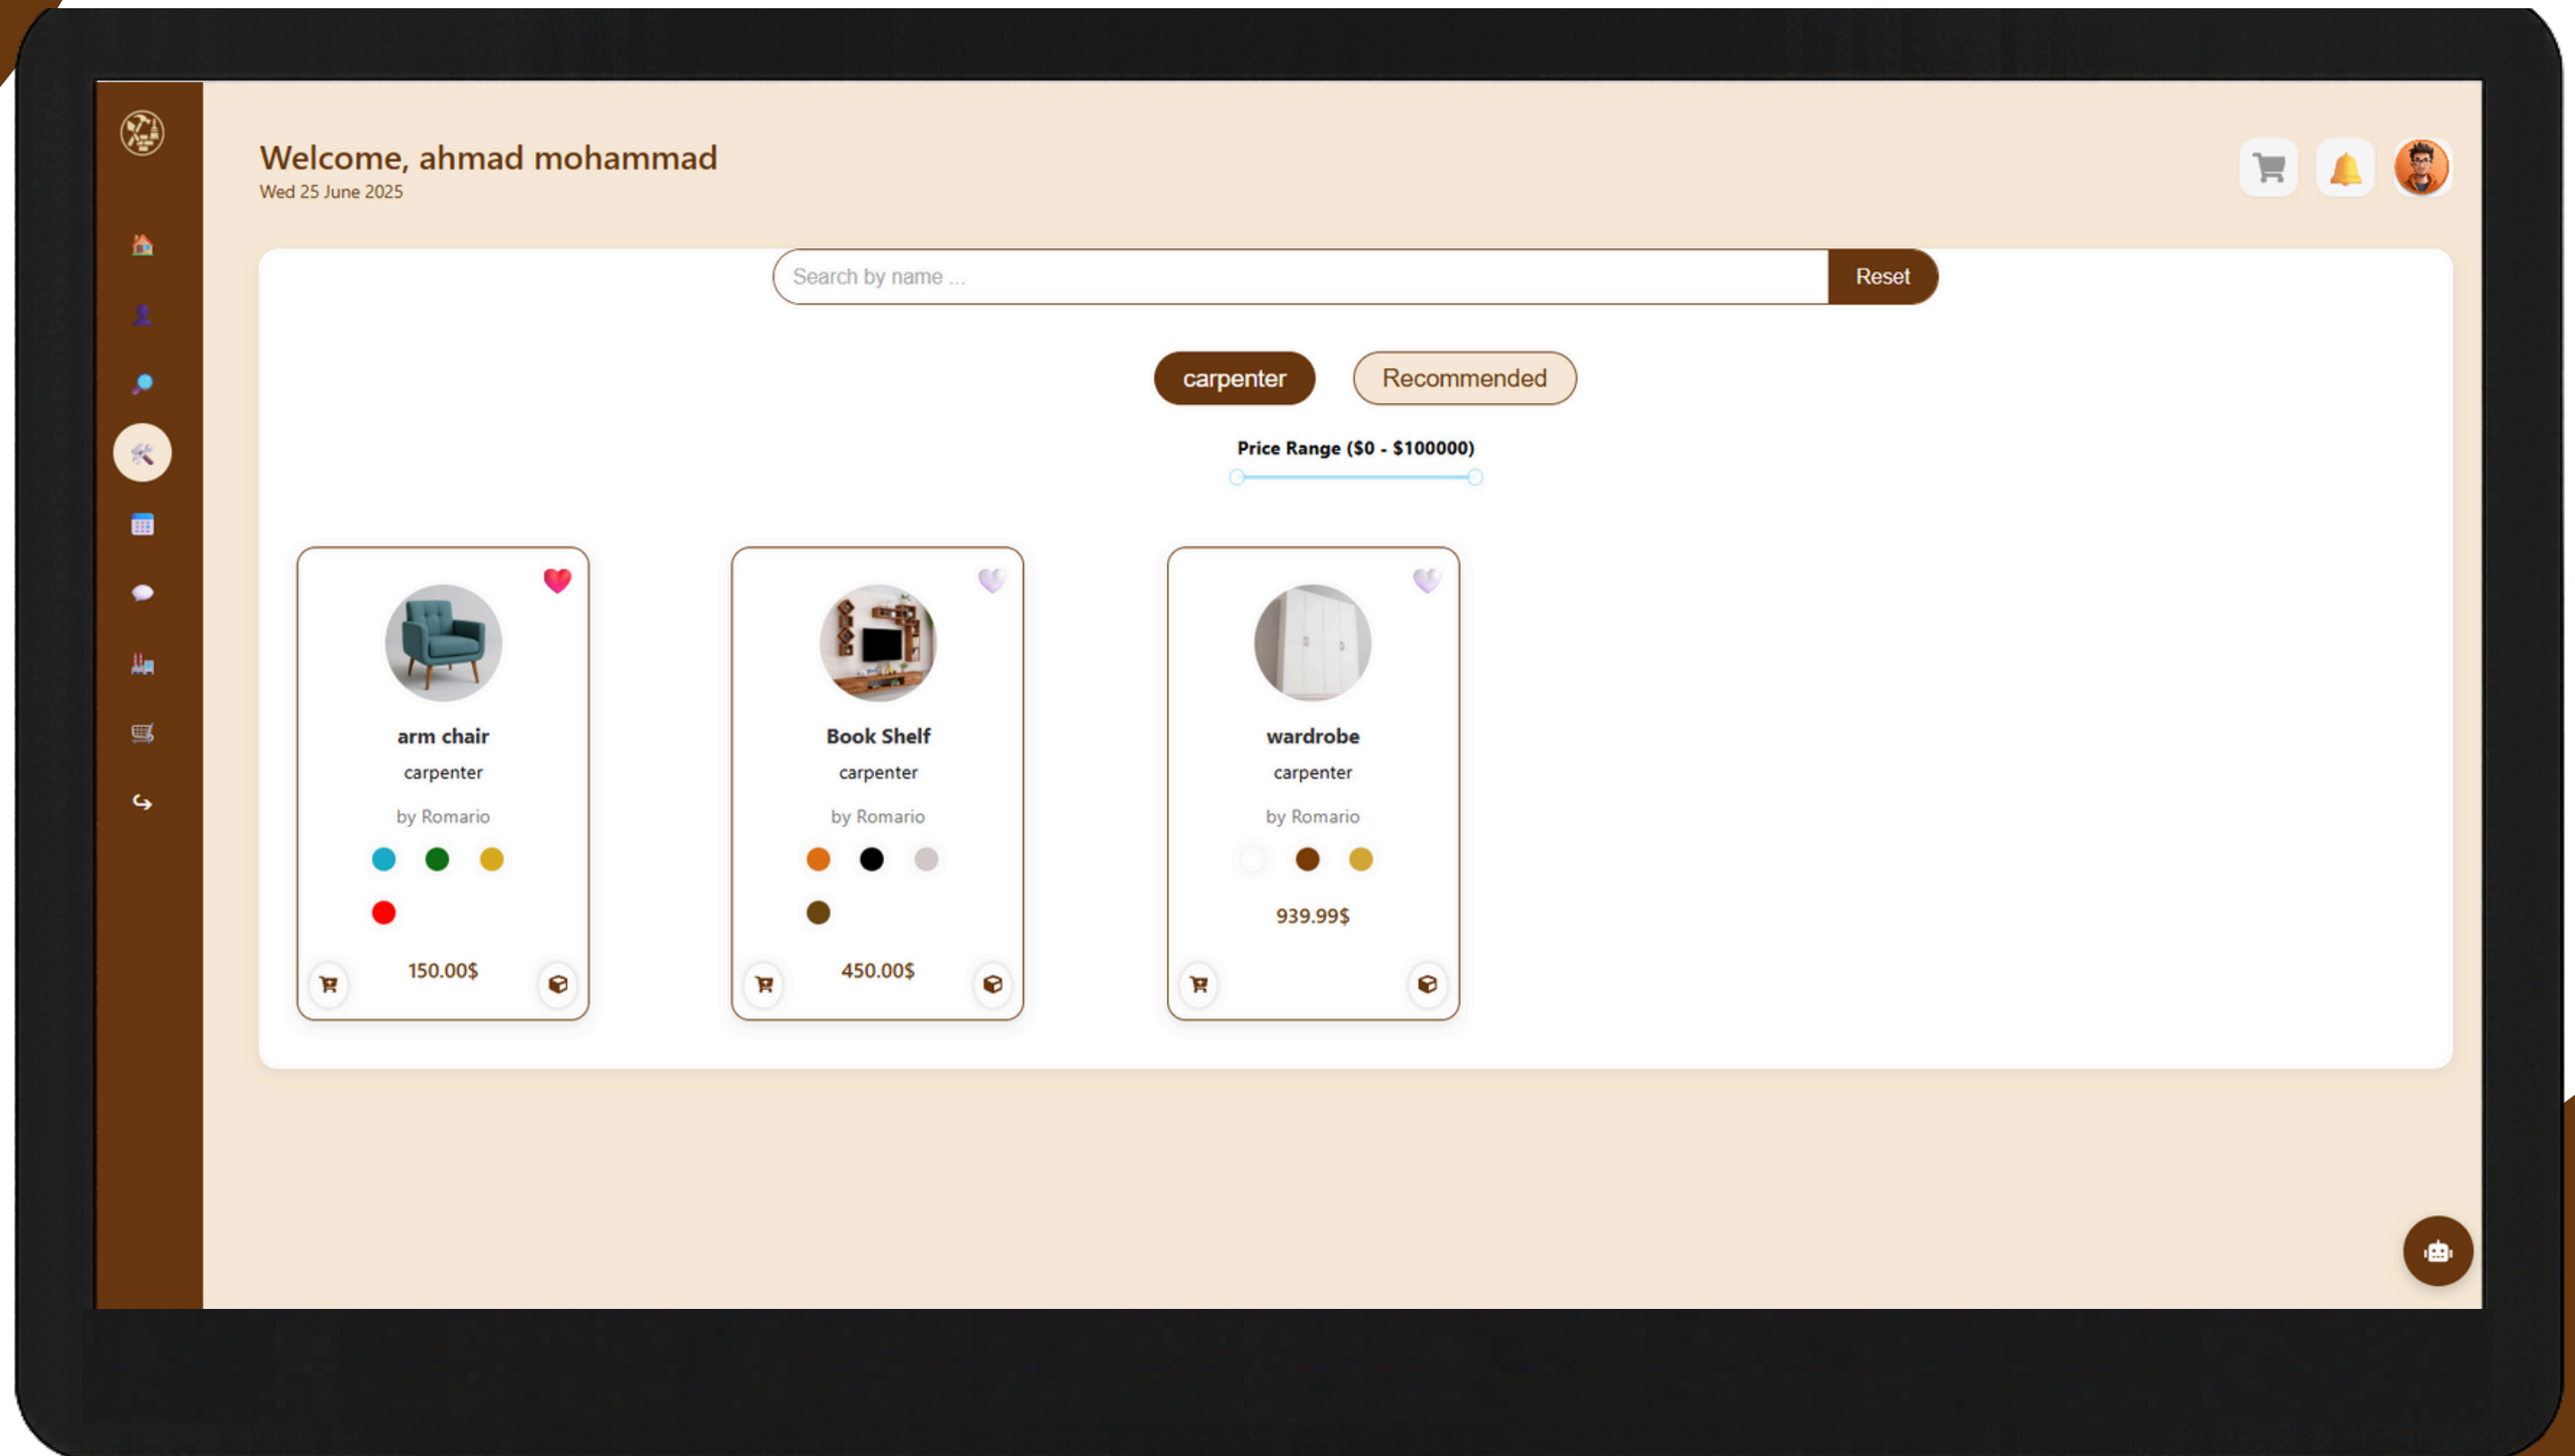 Welcome, ahmad mohammad
Wed 25 June 2025
Search by name ...
Reset
carpenter
Recommended
Price Range ($0 - $100000)
arm chair
carpenter
by Romario
150.00$
Book Shelf
carpenter
by Romario
450.00$
wardrobe
carpenter
by Romario
939.99$